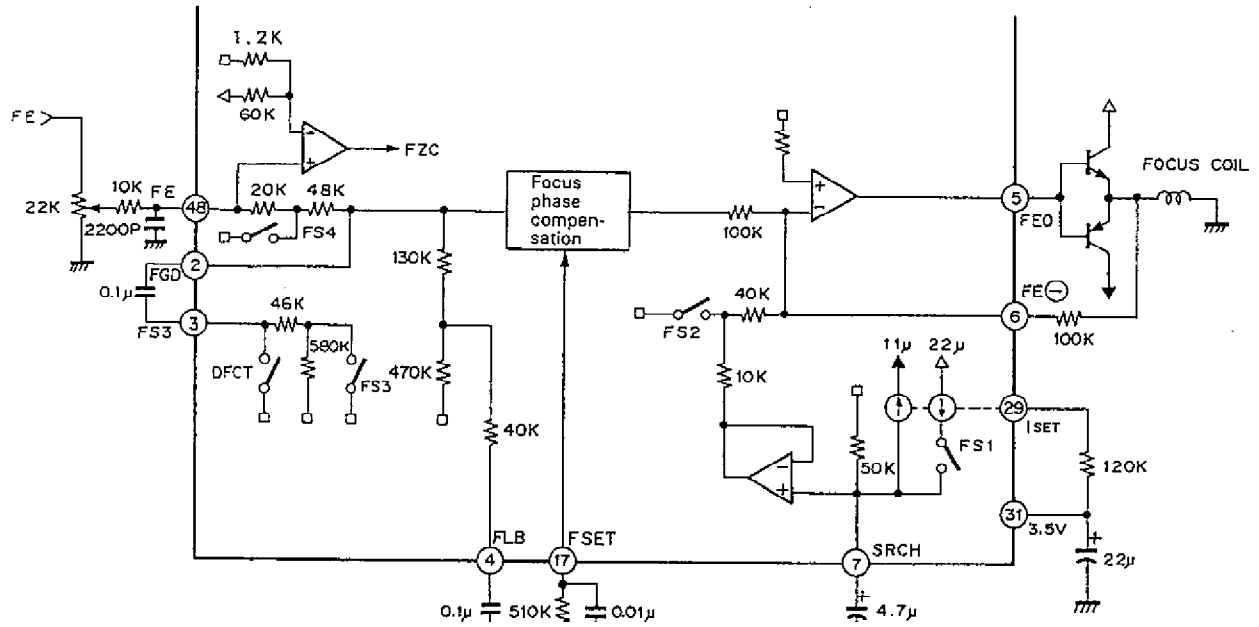 1.2K
60K
FZC
FE
10K
FE
22K
48
20K
48K
2200P
FS4
Focus
phase
compen-
sation
130K
100K
5
FEO
FOCUS COIL
2
FGD
0.1μ
46K
3
FS3
580K
DFCT
FS3
470K
40K
FS2
40K
FE⊖
6
100K
11μ
22μ
10K
29
ISET
FS1
50K
120K
31
3.5V
FLB
4
FSET
17
SRCH
7
22μ
0.1μ
510K
0.01μ
4.7μ